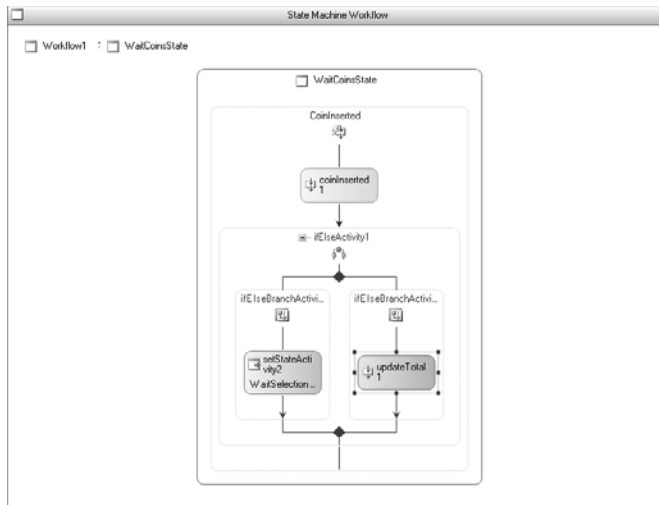 State Machine Workflow
Workflow1 : WaitCoinsState
WaitCoinsState
CoinInserted
coinInserted
1
ifElseActivity1
ifElseBranchActivi...
ifElseBranchActivi...
setStateActi
vity2
WaitSelection...
updateTotal
1